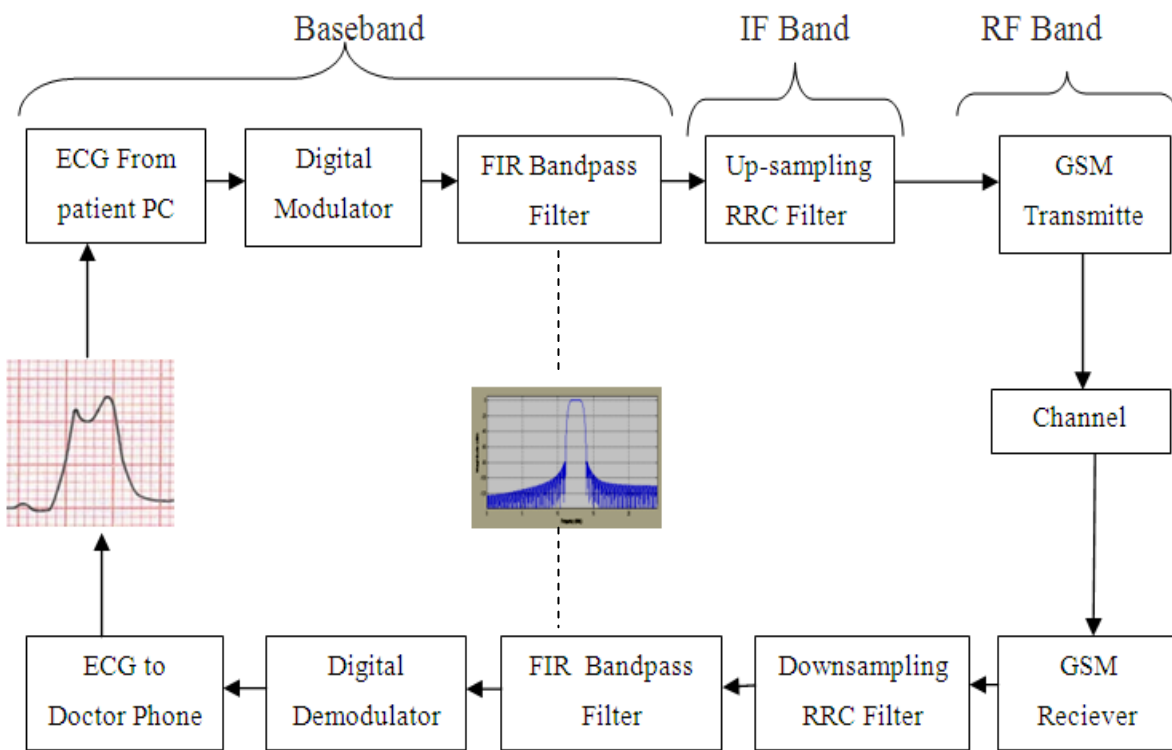 Baseband
IF Band
RF Band
ECG From
patient PC
Digital
Modulator
FIR Bandpass
Filter
Up-sampling
RRC Filter
GSM
Transmitte
Channel
ECG to
Doctor Phone
Digital
Demodulator
FIR Bandpass
Filter
Downsampling
RRC Filter
GSM
Reciever